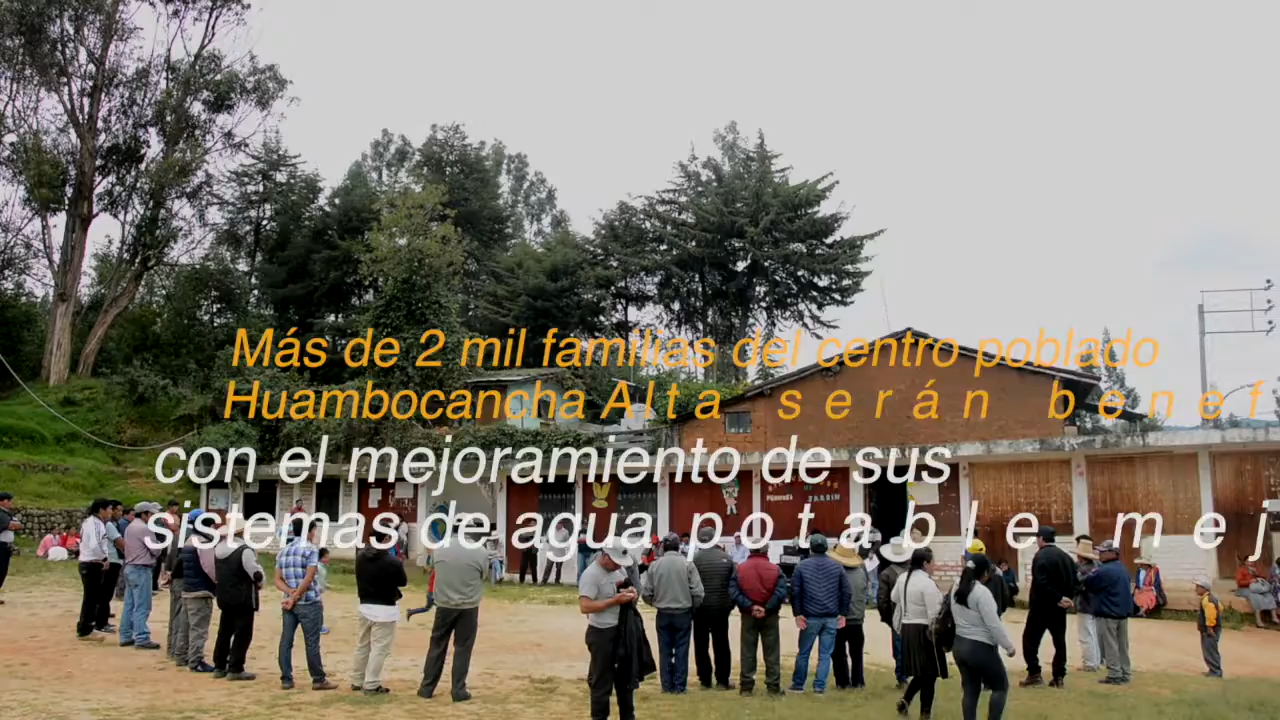 Más de 2 mil familias del centro poblado
Huambocancha Alta serán benef
con el mejoramiento de sus
sistemas de agua potable mej